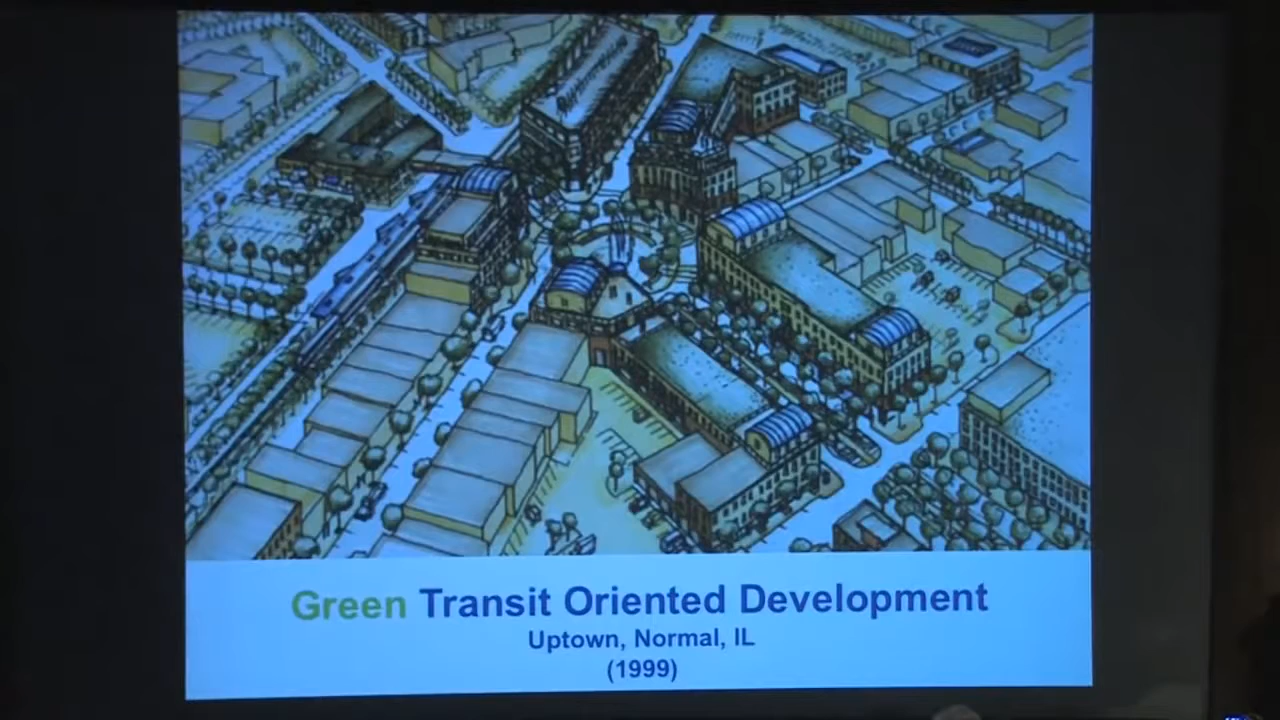 Green Transit Oriented Development
Uptown, Normal, IL
(1999)